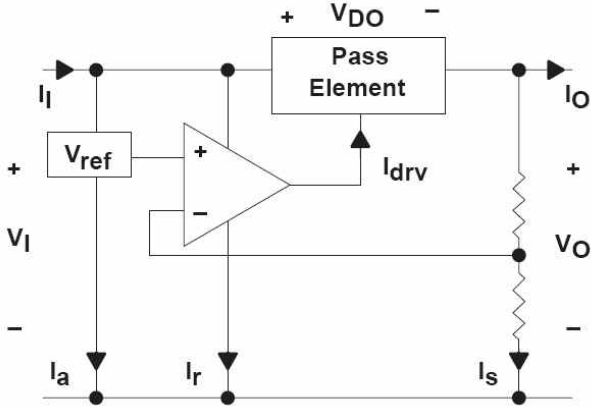 + VDO −
Pass
Element
II
IO
Vref
+
−
Idrv
+
VI
−
+
VO
−
Ia
Ir
Is